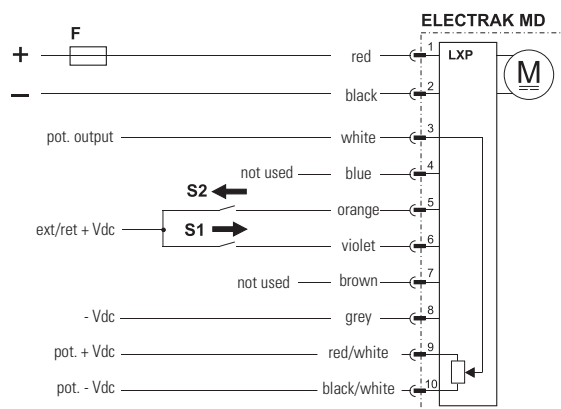 ELECTRAK MD
F
+ red 1 LXP
M
— black 2
pot. output white 3
not used blue 4
S2
orange 5
ext/ret + Vdc S1
violet 6
not used brown 7
- Vdc grey 8
pot. + Vdc red/white 9
pot. - Vdc black/white 10